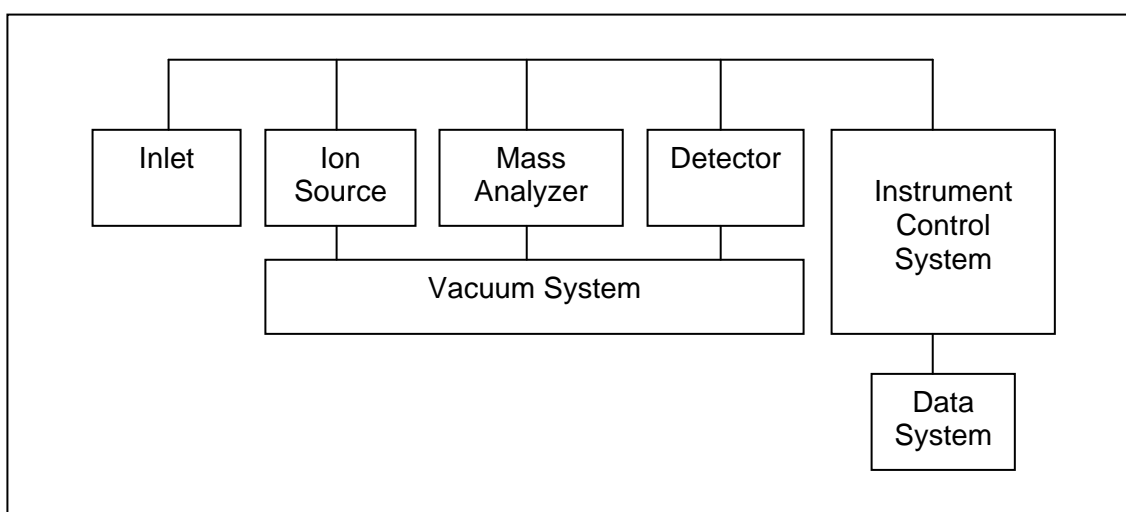 Inlet
Ion
Source
Mass
Analyzer
Detector
Instrument
Control
System
Vacuum System
Data
System